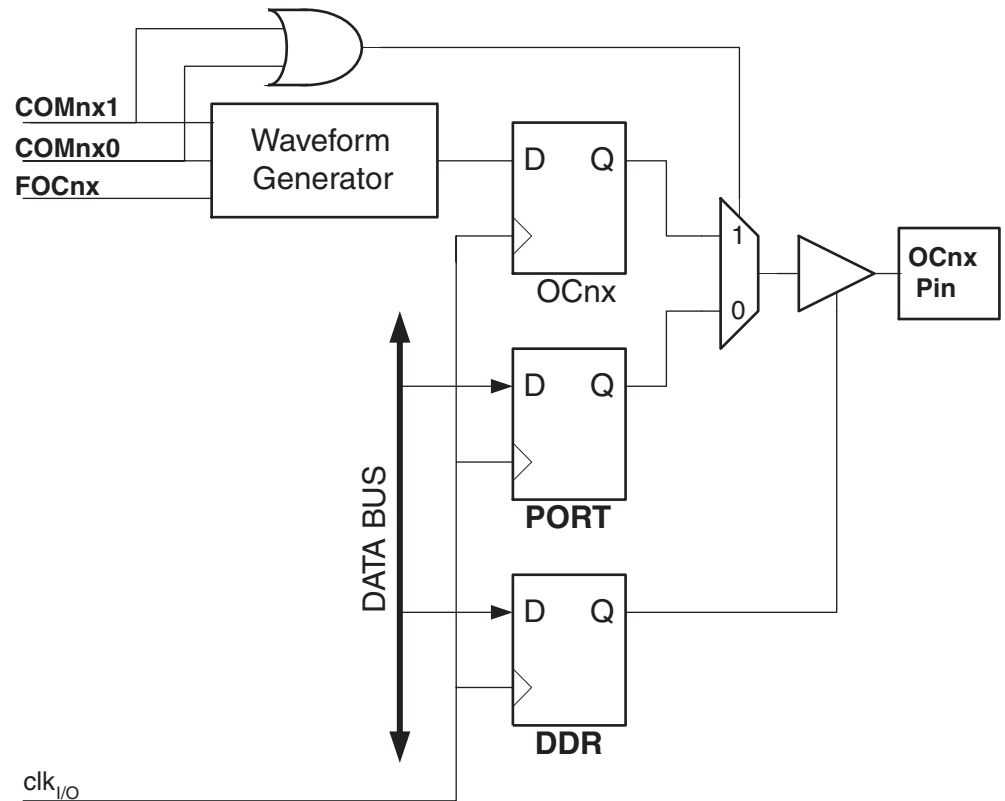 COMnx1
COMnx0
FOCnx
Waveform
Generator
D Q
OCnx
1
0
OCnx
Pin
D Q
PORT
DATA BUS
D Q
DDR
clkI/O